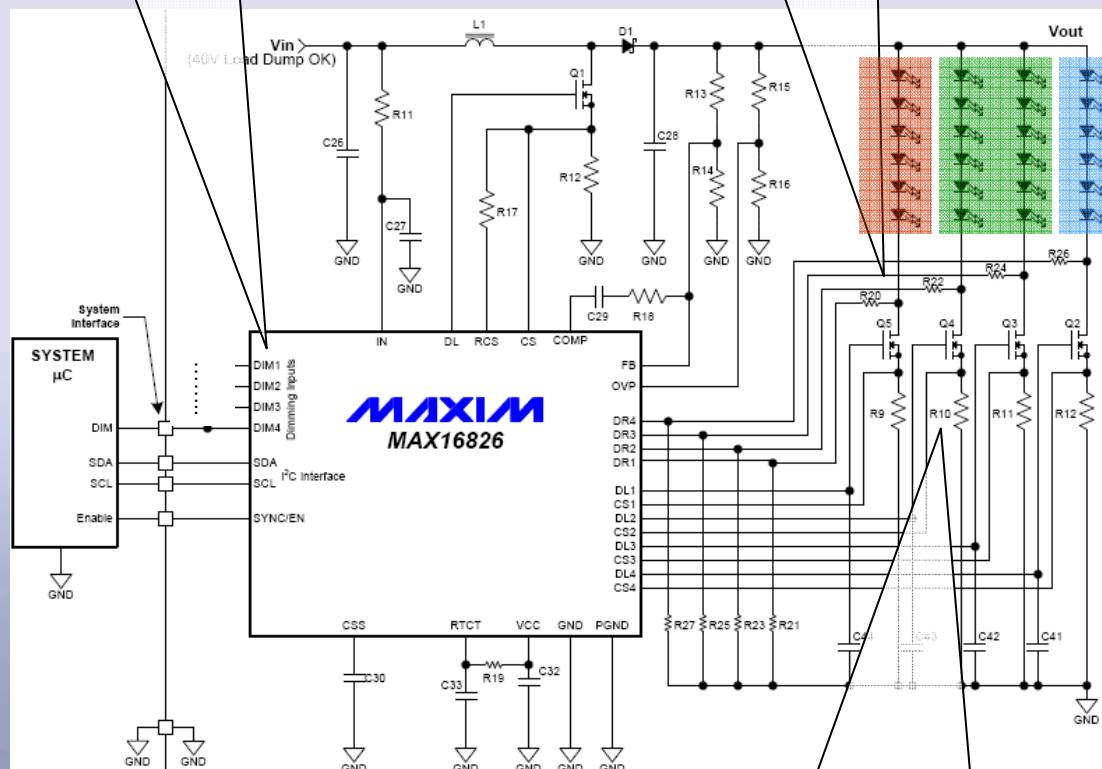 Vin
(40V Load Dump OK)
L1
D1
Vout
Q1
R11
R13
R15
C26
C28
R12
R14
R16
R17
C27
GND
GND
GND
GND
GND
GND
C29
R18
R26
R24
R22
R20
System
Interface
SYSTEM
µC
DIM
SDA
SCL
Enable
GND
IN
DL
RCS
CS
COMP
DIM1
DIM2
DIM3
DIM4
Dimming Inputs
SDA
SCL
I²C Interface
SYNC/EN
MAXIM
MAX16826
FB
OVP
DR4
DR3
DR2
DR1
DL1
CS1
DL2
CS2
DL3
CS3
DL4
CS4
Q5
Q4
Q3
Q2
R9
R10
R11
R12
CSS
RTCT
VCC
GND
PGND
R27
R25
R23
R21
C44
C43
C42
C41
C30
C33
R19
C32
GND
GND
GND
GND
GND
GND
GND
GND